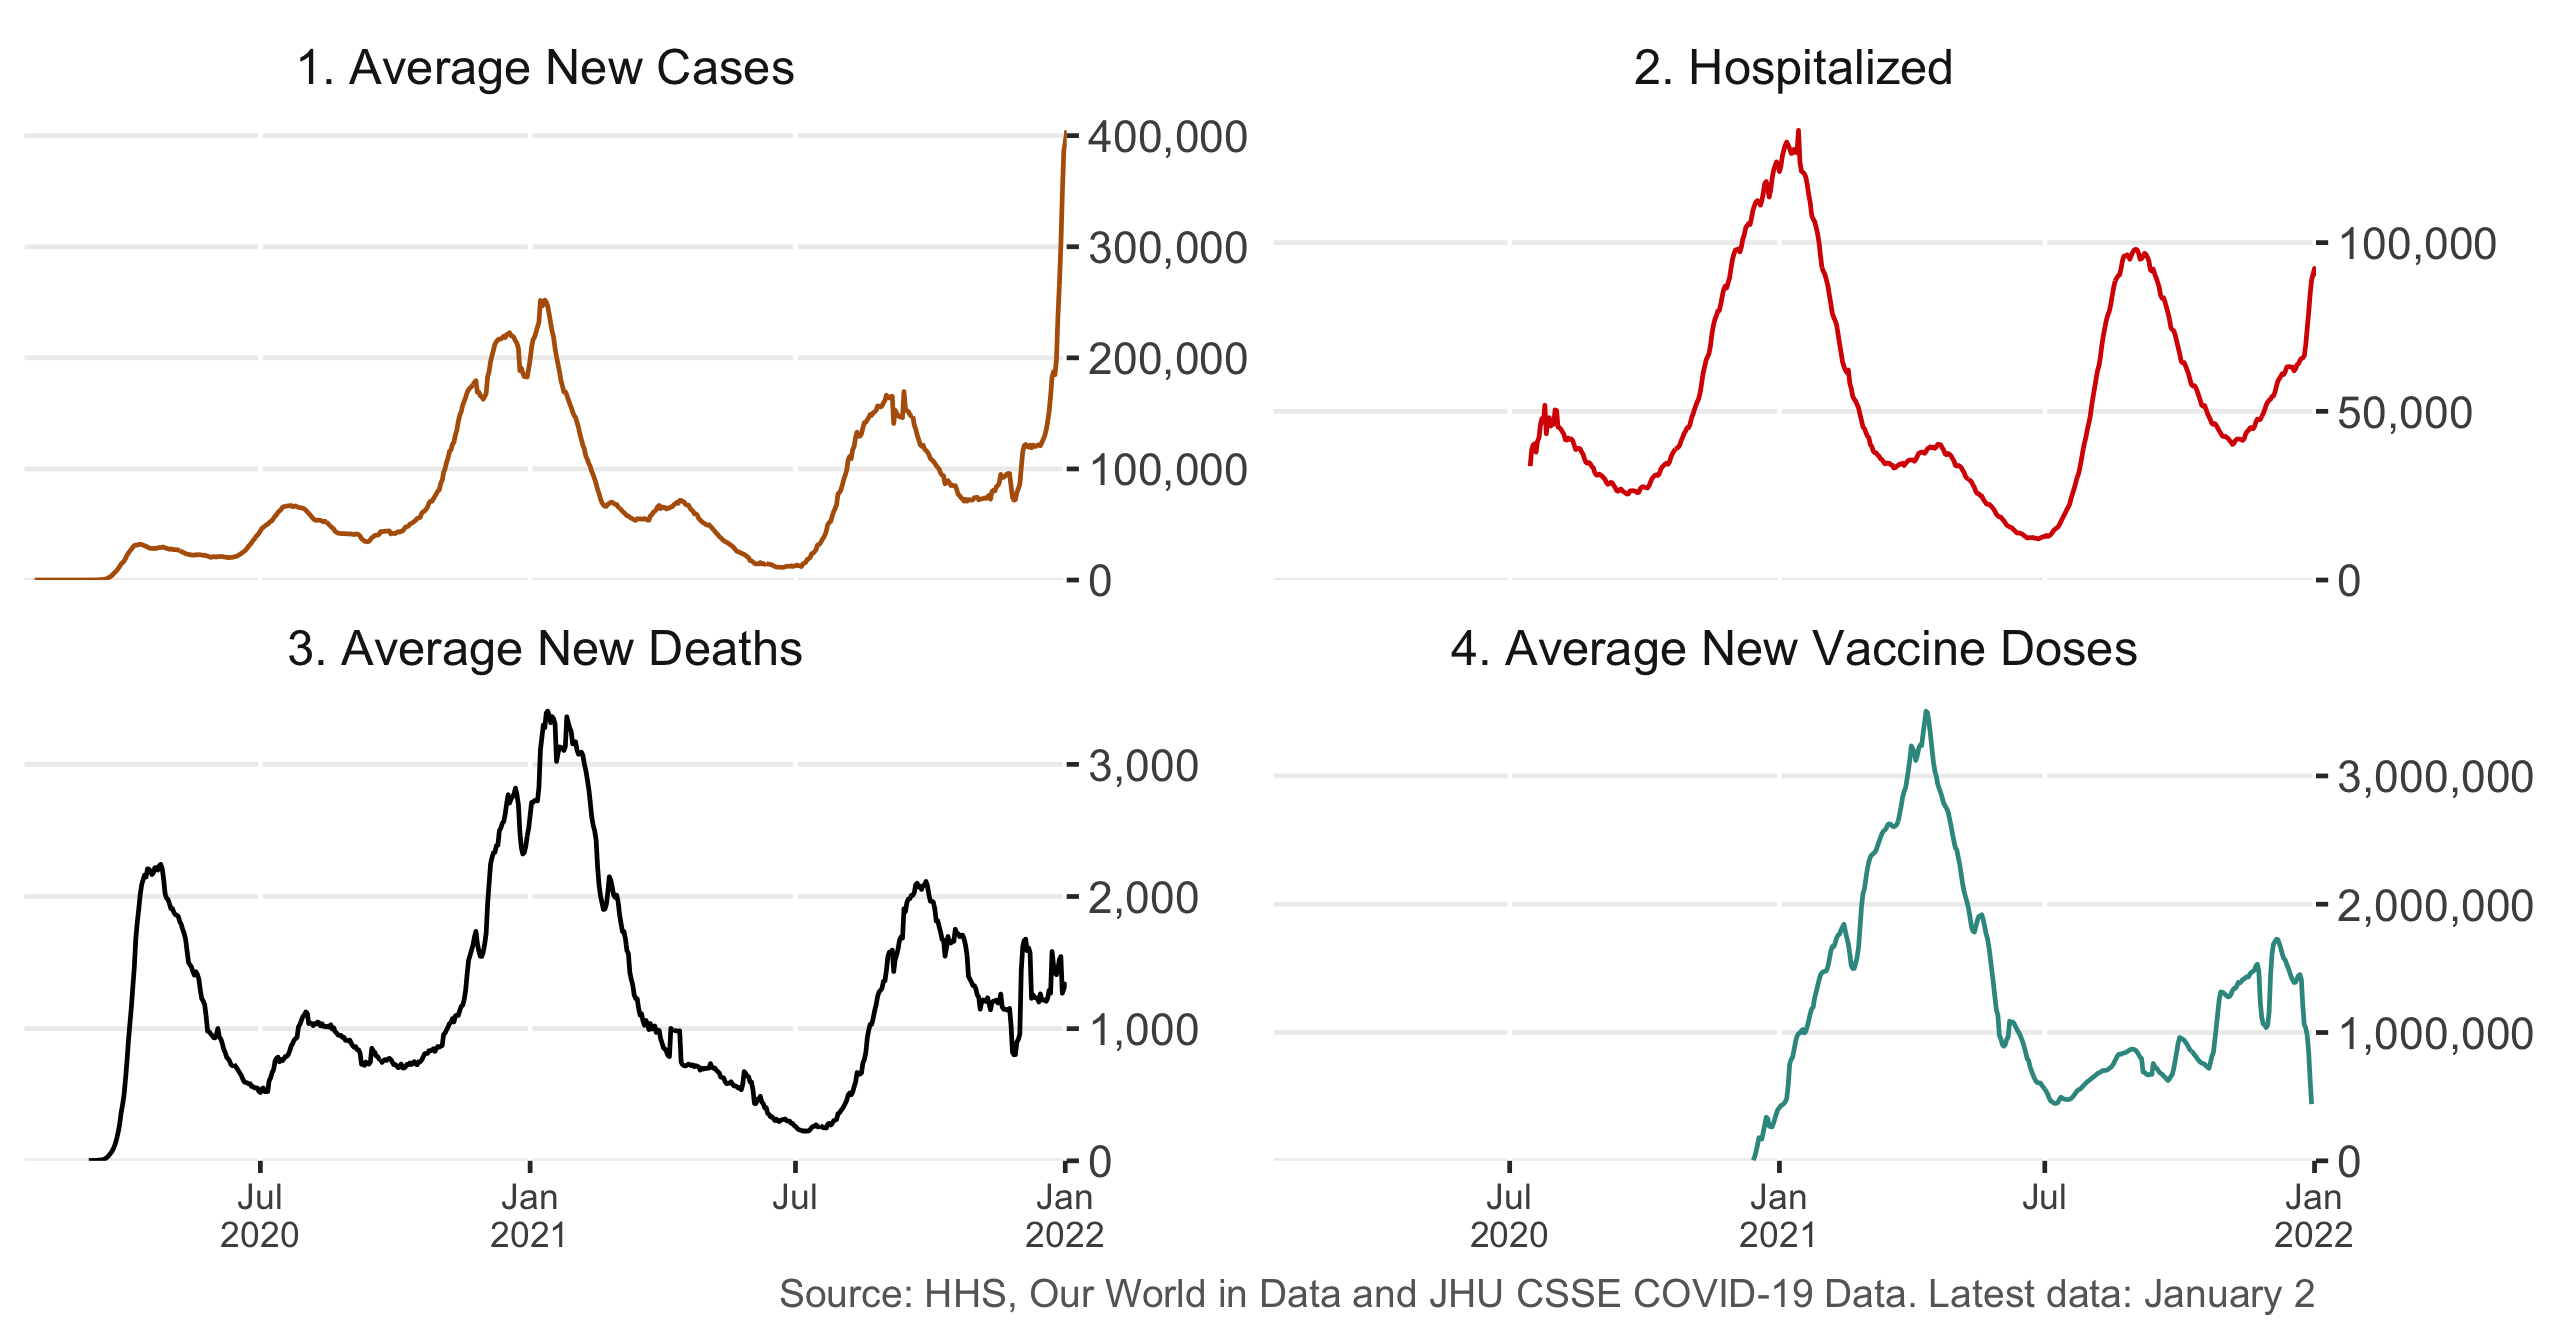 1. Average New Cases
400,000
300,000
200,000
100,000
0
2. Hospitalized
100,000
50,000
0
3. Average New Deaths
3,000
2,000
1,000
0
Jul
2020
Jan
2021
Jul
Jan
2022
4. Average New Vaccine Doses
3,000,000
2,000,000
1,000,000
0
Jul
2020
Jan
2021
Jul
Jan
2022
Source: HHS, Our World in Data and JHU CSSE COVID-19 Data. Latest data: January 2